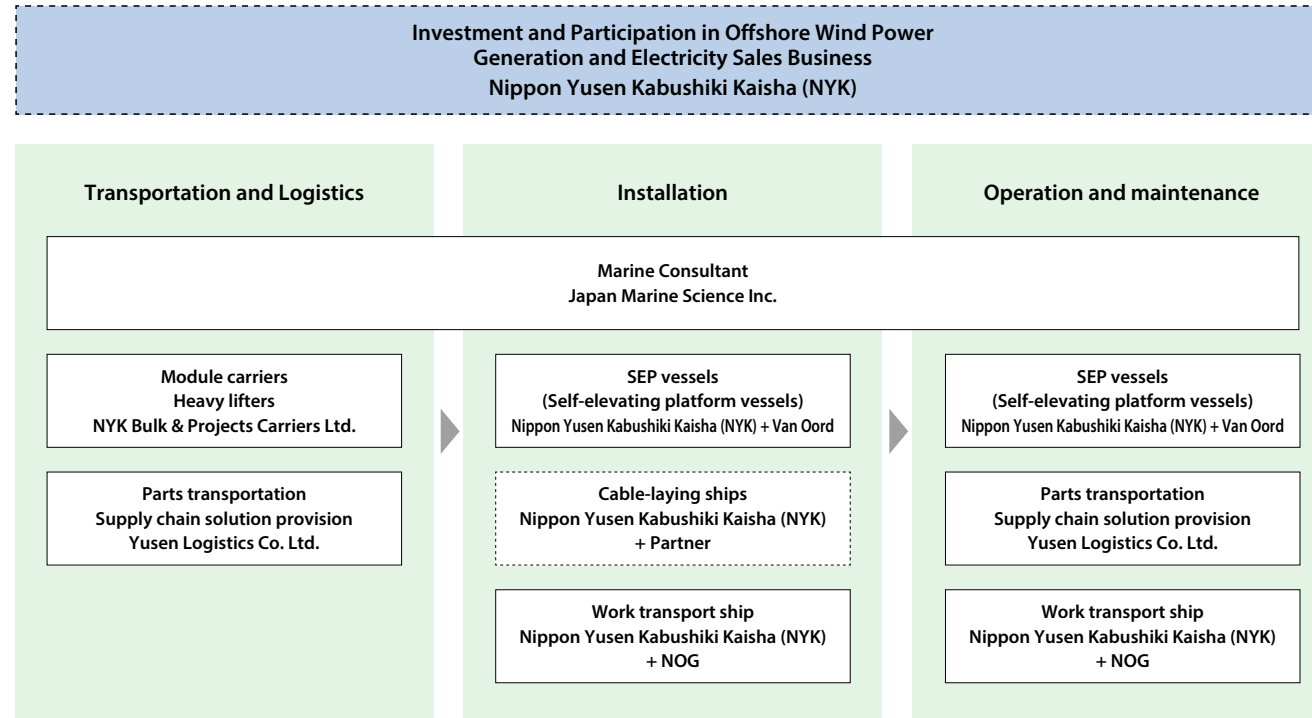 Investment and Participation in Offshore Wind Power
Generation and Electricity Sales Business
Nippon Yusen Kabushiki Kaisha (NYK)
Transportation and Logistics
Installation
Operation and maintenance
Marine Consultant
Japan Marine Science Inc.
Module carriers
Heavy lifters
NYK Bulk & Projects Carriers Ltd.
Parts transportation
Supply chain solution provision
Yusen Logistics Co. Ltd.
SEP vessels
(Self-elevating platform vessels)
Nippon Yusen Kabushiki Kaisha (NYK) + Van Oord
Cable-laying ships
Nippon Yusen Kabushiki Kaisha (NYK)
+ Partner
Work transport ship
Nippon Yusen Kabushiki Kaisha (NYK)
+ NOG
SEP vessels
(Self-elevating platform vessels)
Nippon Yusen Kabushiki Kaisha (NYK) + Van Oord
Parts transportation
Supply chain solution provision
Yusen Logistics Co. Ltd.
Work transport ship
Nippon Yusen Kabushiki Kaisha (NYK)
+ NOG